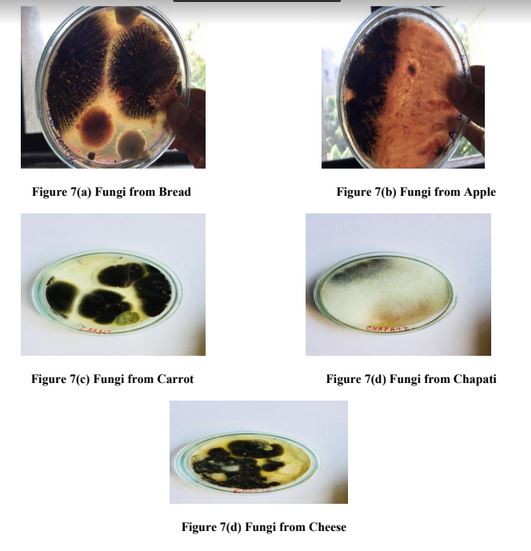 Figure 7(a) Fungi from Bread
Figure 7(b) Fungi from Apple
CHAPATI
Figure 7(c) Fungi from Carrot
Figure 7(d) Fungi from Chapati
Figure 7(d) Fungi from Cheese